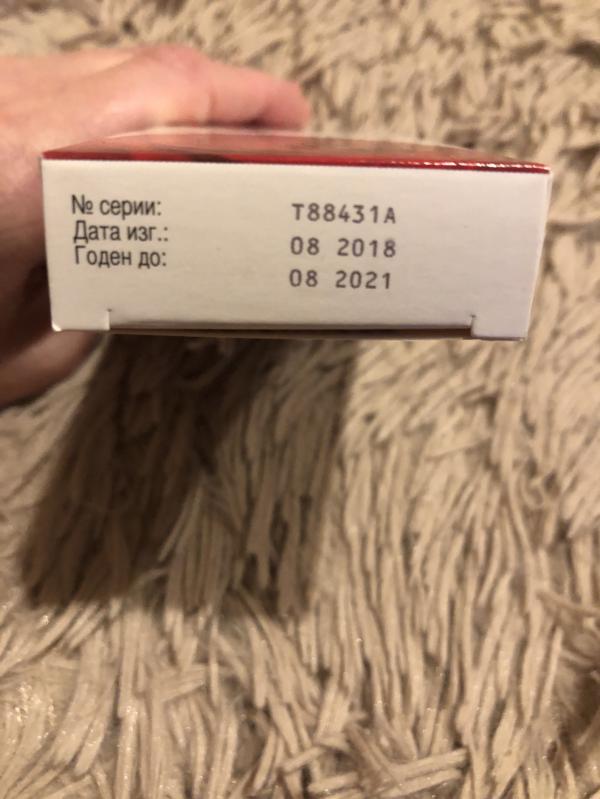 № серии: T88431A
Дата изг.: 08 2018
Годен до: 08 2021